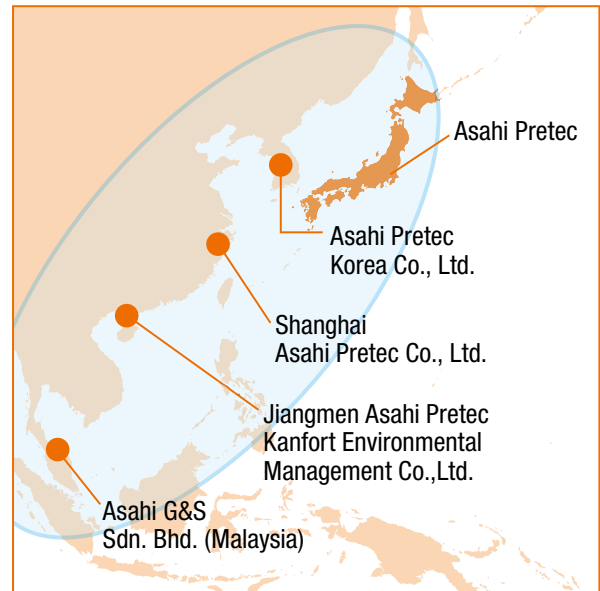 Asahi Pretec
Asahi Pretec
Korea Co., Ltd.
Shanghai
Asahi Pretec Co., Ltd.
Jiangmen Asahi Pretec
Kanfort Environmental
Management Co.,Ltd.
Asahi G&S
Sdn. Bhd. (Malaysia)